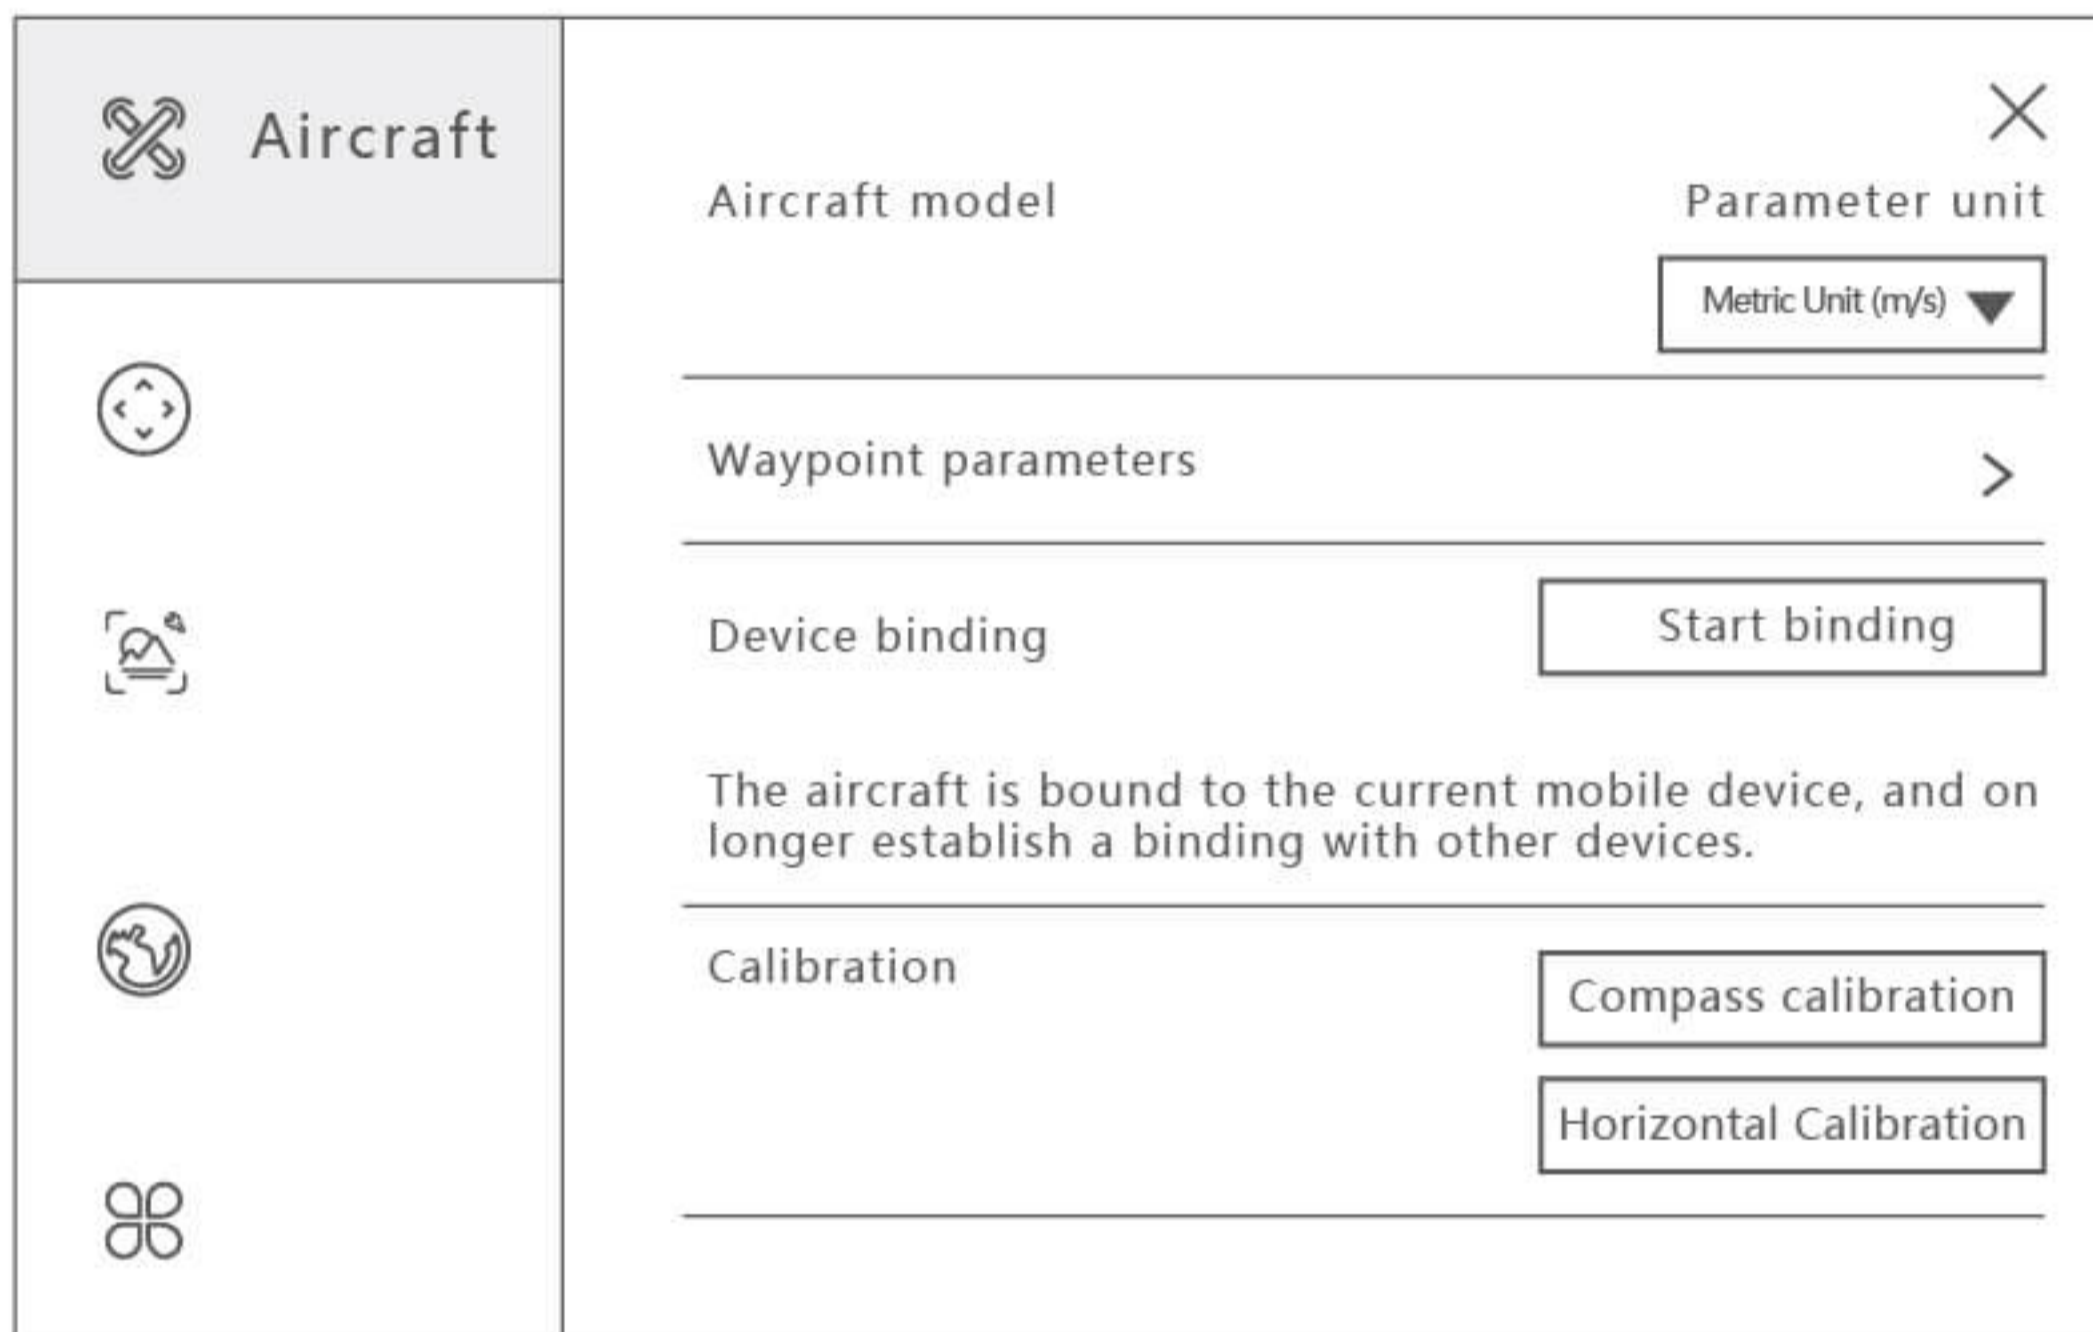 Aircraft
Aircraft model
Parameter unit
Metric Unit (m/s)
Waypoint parameters
Device binding
Start binding
The aircraft is bound to the current mobile device, and on
longer establish a binding with other devices.
Calibration
Compass calibration
Horizontal Calibration